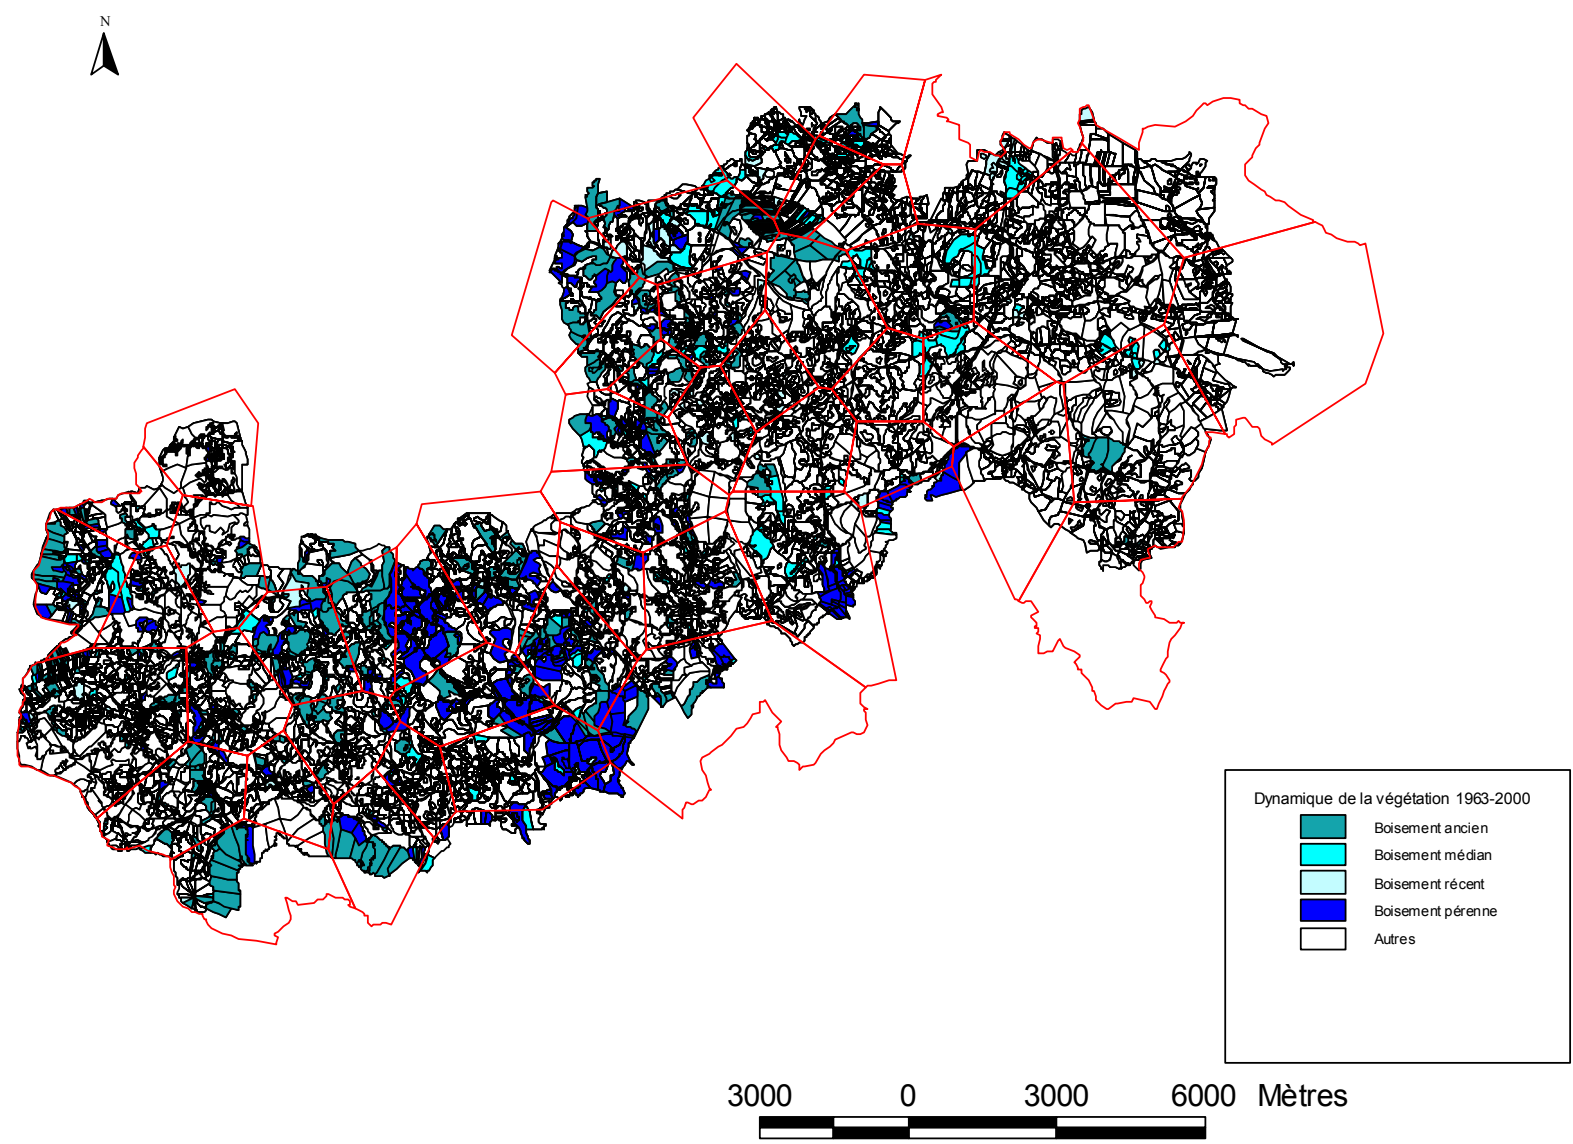 N
Dynamique de la végétation 1963-2000
Boisement ancien
Boisement médian
Boisement récent
Boisement pérenne
Autres
3000 0 3000 6000 Mètres